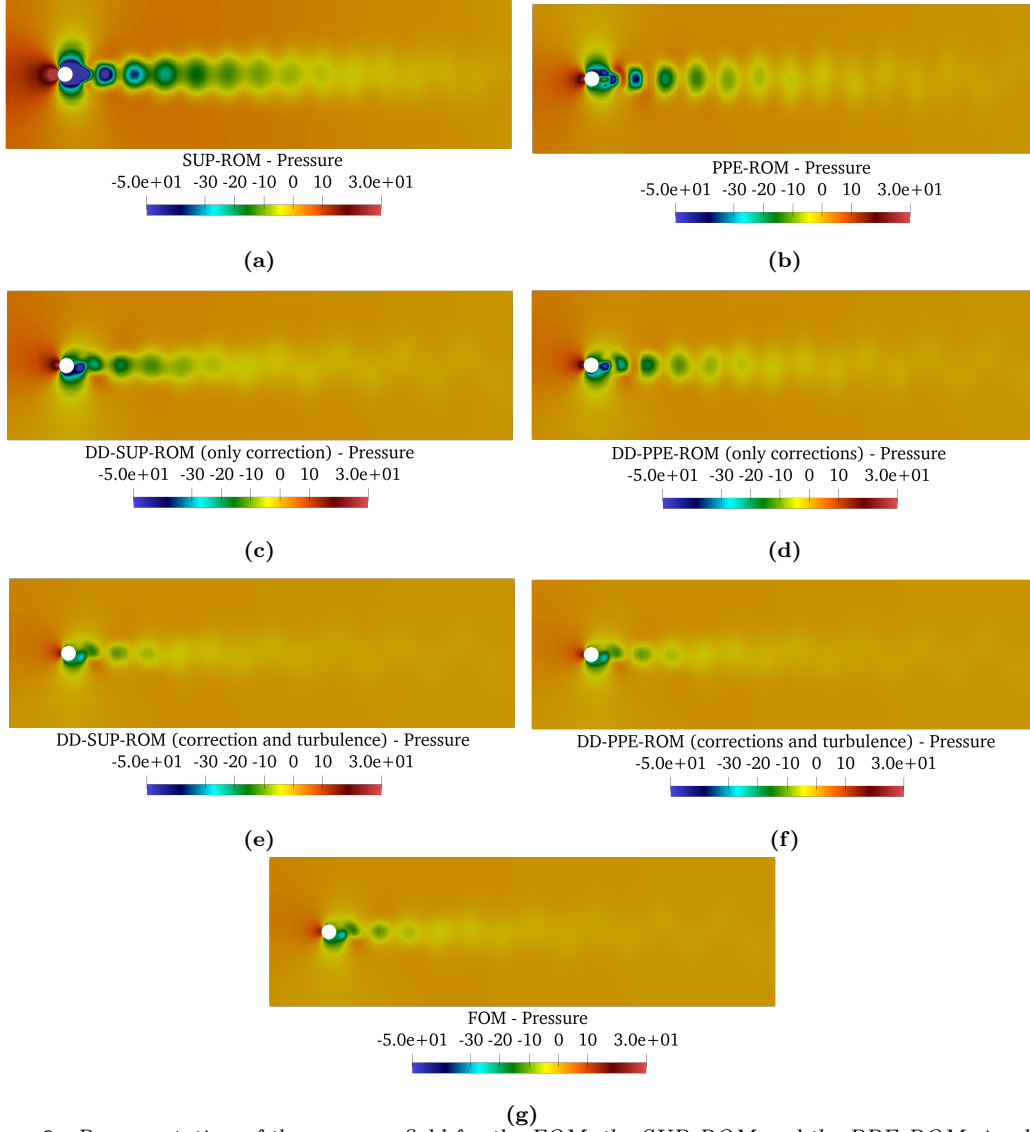 SUP-ROM - Pressure
-5.0e+01 -30 -20 -10 0 10 3.0e+01
(a)
PPE-ROM - Pressure
-5.0e+01 -30 -20 -10 0 10 3.0e+01
(b)
DD-SUP-ROM (only correction) - Pressure
-5.0e+01 -30 -20 -10 0 10 3.0e+01
(c)
DD-PPE-ROM (only corrections) - Pressure
-5.0e+01 -30 -20 -10 0 10 3.0e+01
(d)
DD-SUP-ROM (correction and turbulence) - Pressure
-5.0e+01 -30 -20 -10 0 10 3.0e+01
(e)
DD-PPE-ROM (corrections and turbulence) - Pressure
-5.0e+01 -30 -20 -10 0 10 3.0e+01
(f)
FOM - Pressure
-5.0e+01 -30 -20 -10 0 10 3.0e+01
(g)
field for the FOM, the SUP-ROM and the PPE-ROM